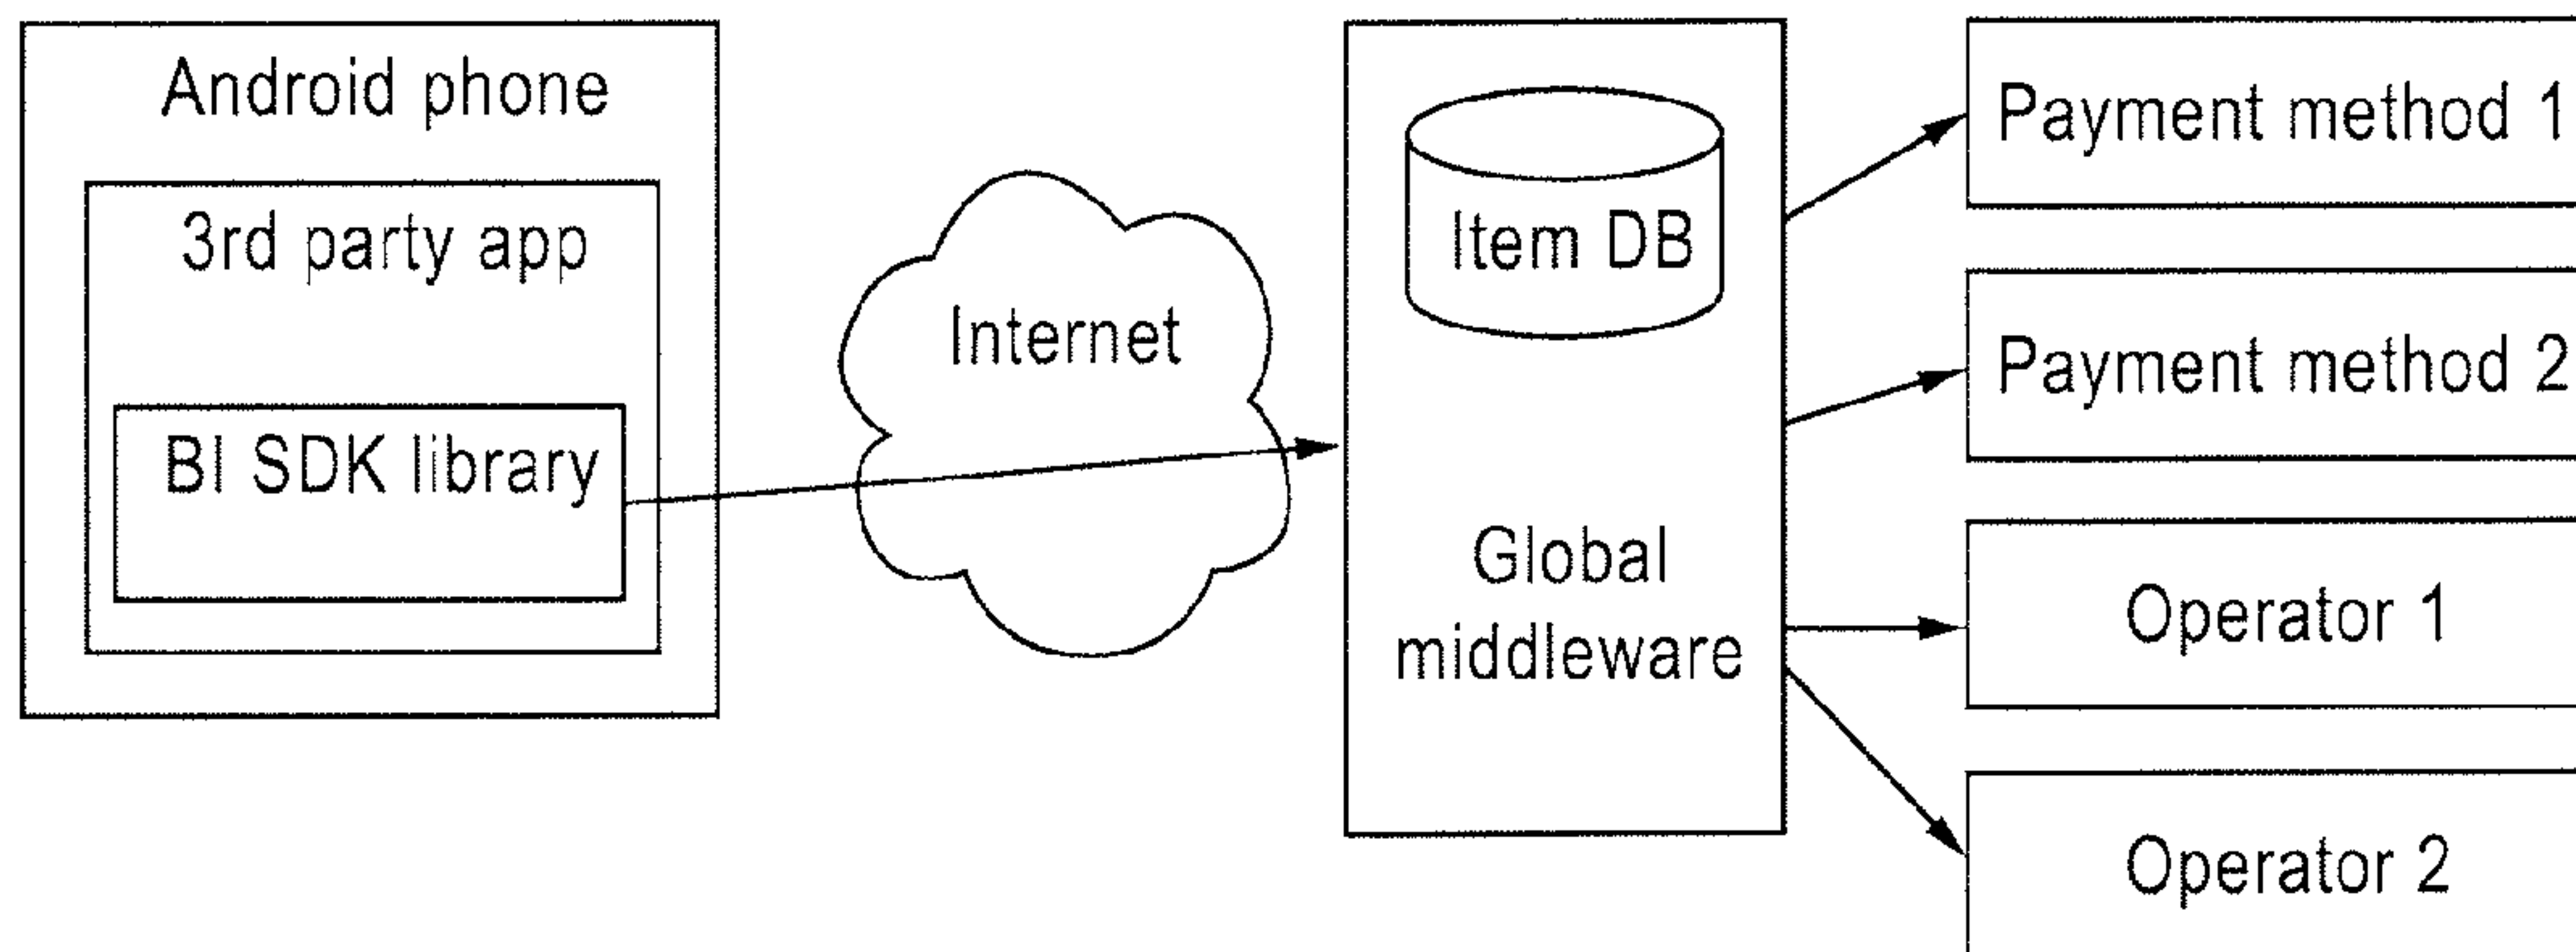 Android phone
3rd party app
BI SDK library
Internet
Item DB
Global
middleware
Payment method 1
Payment method 2
Operator 1
Operator 2